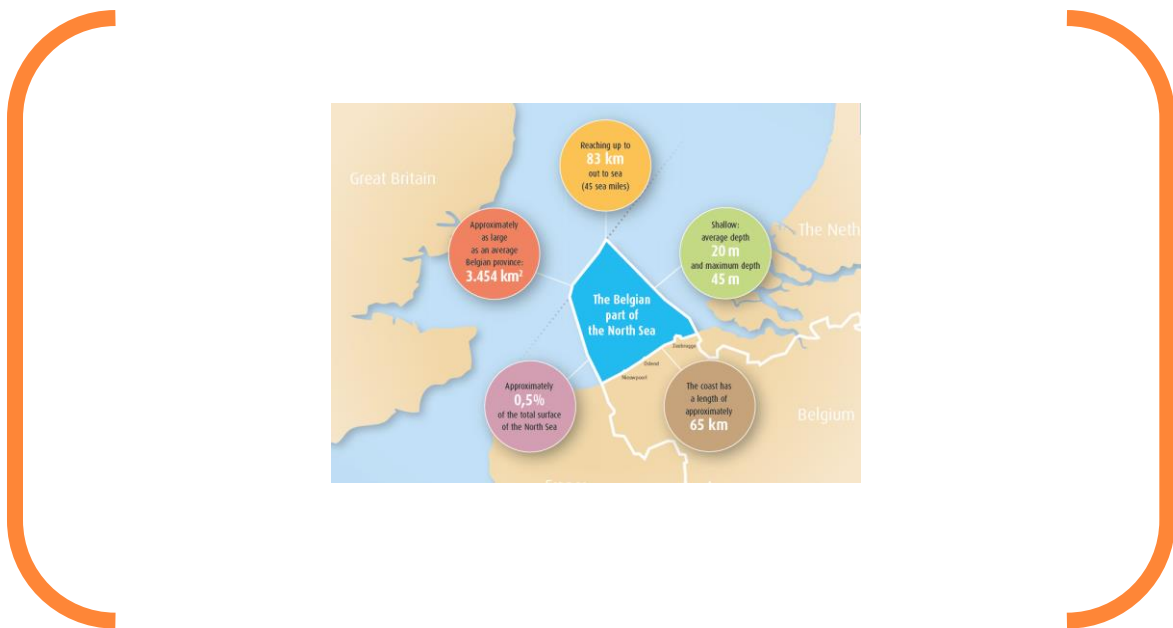 Reaching up to
83 km
out to sea
(45 sea miles)
Great Britain
Approximately
as large
as an average
Belgian province:
3.454 km²
Shallow:
average depth
20 m
and maximum depth
45 m
The Neth
The Belgian
part of
the North Sea
Zeebrugge
Ostend
Nieuwpoort
Approximately
0,5%
of the total surface
of the North Sea
The coast has
a length of
approximately
65 km
Belgium